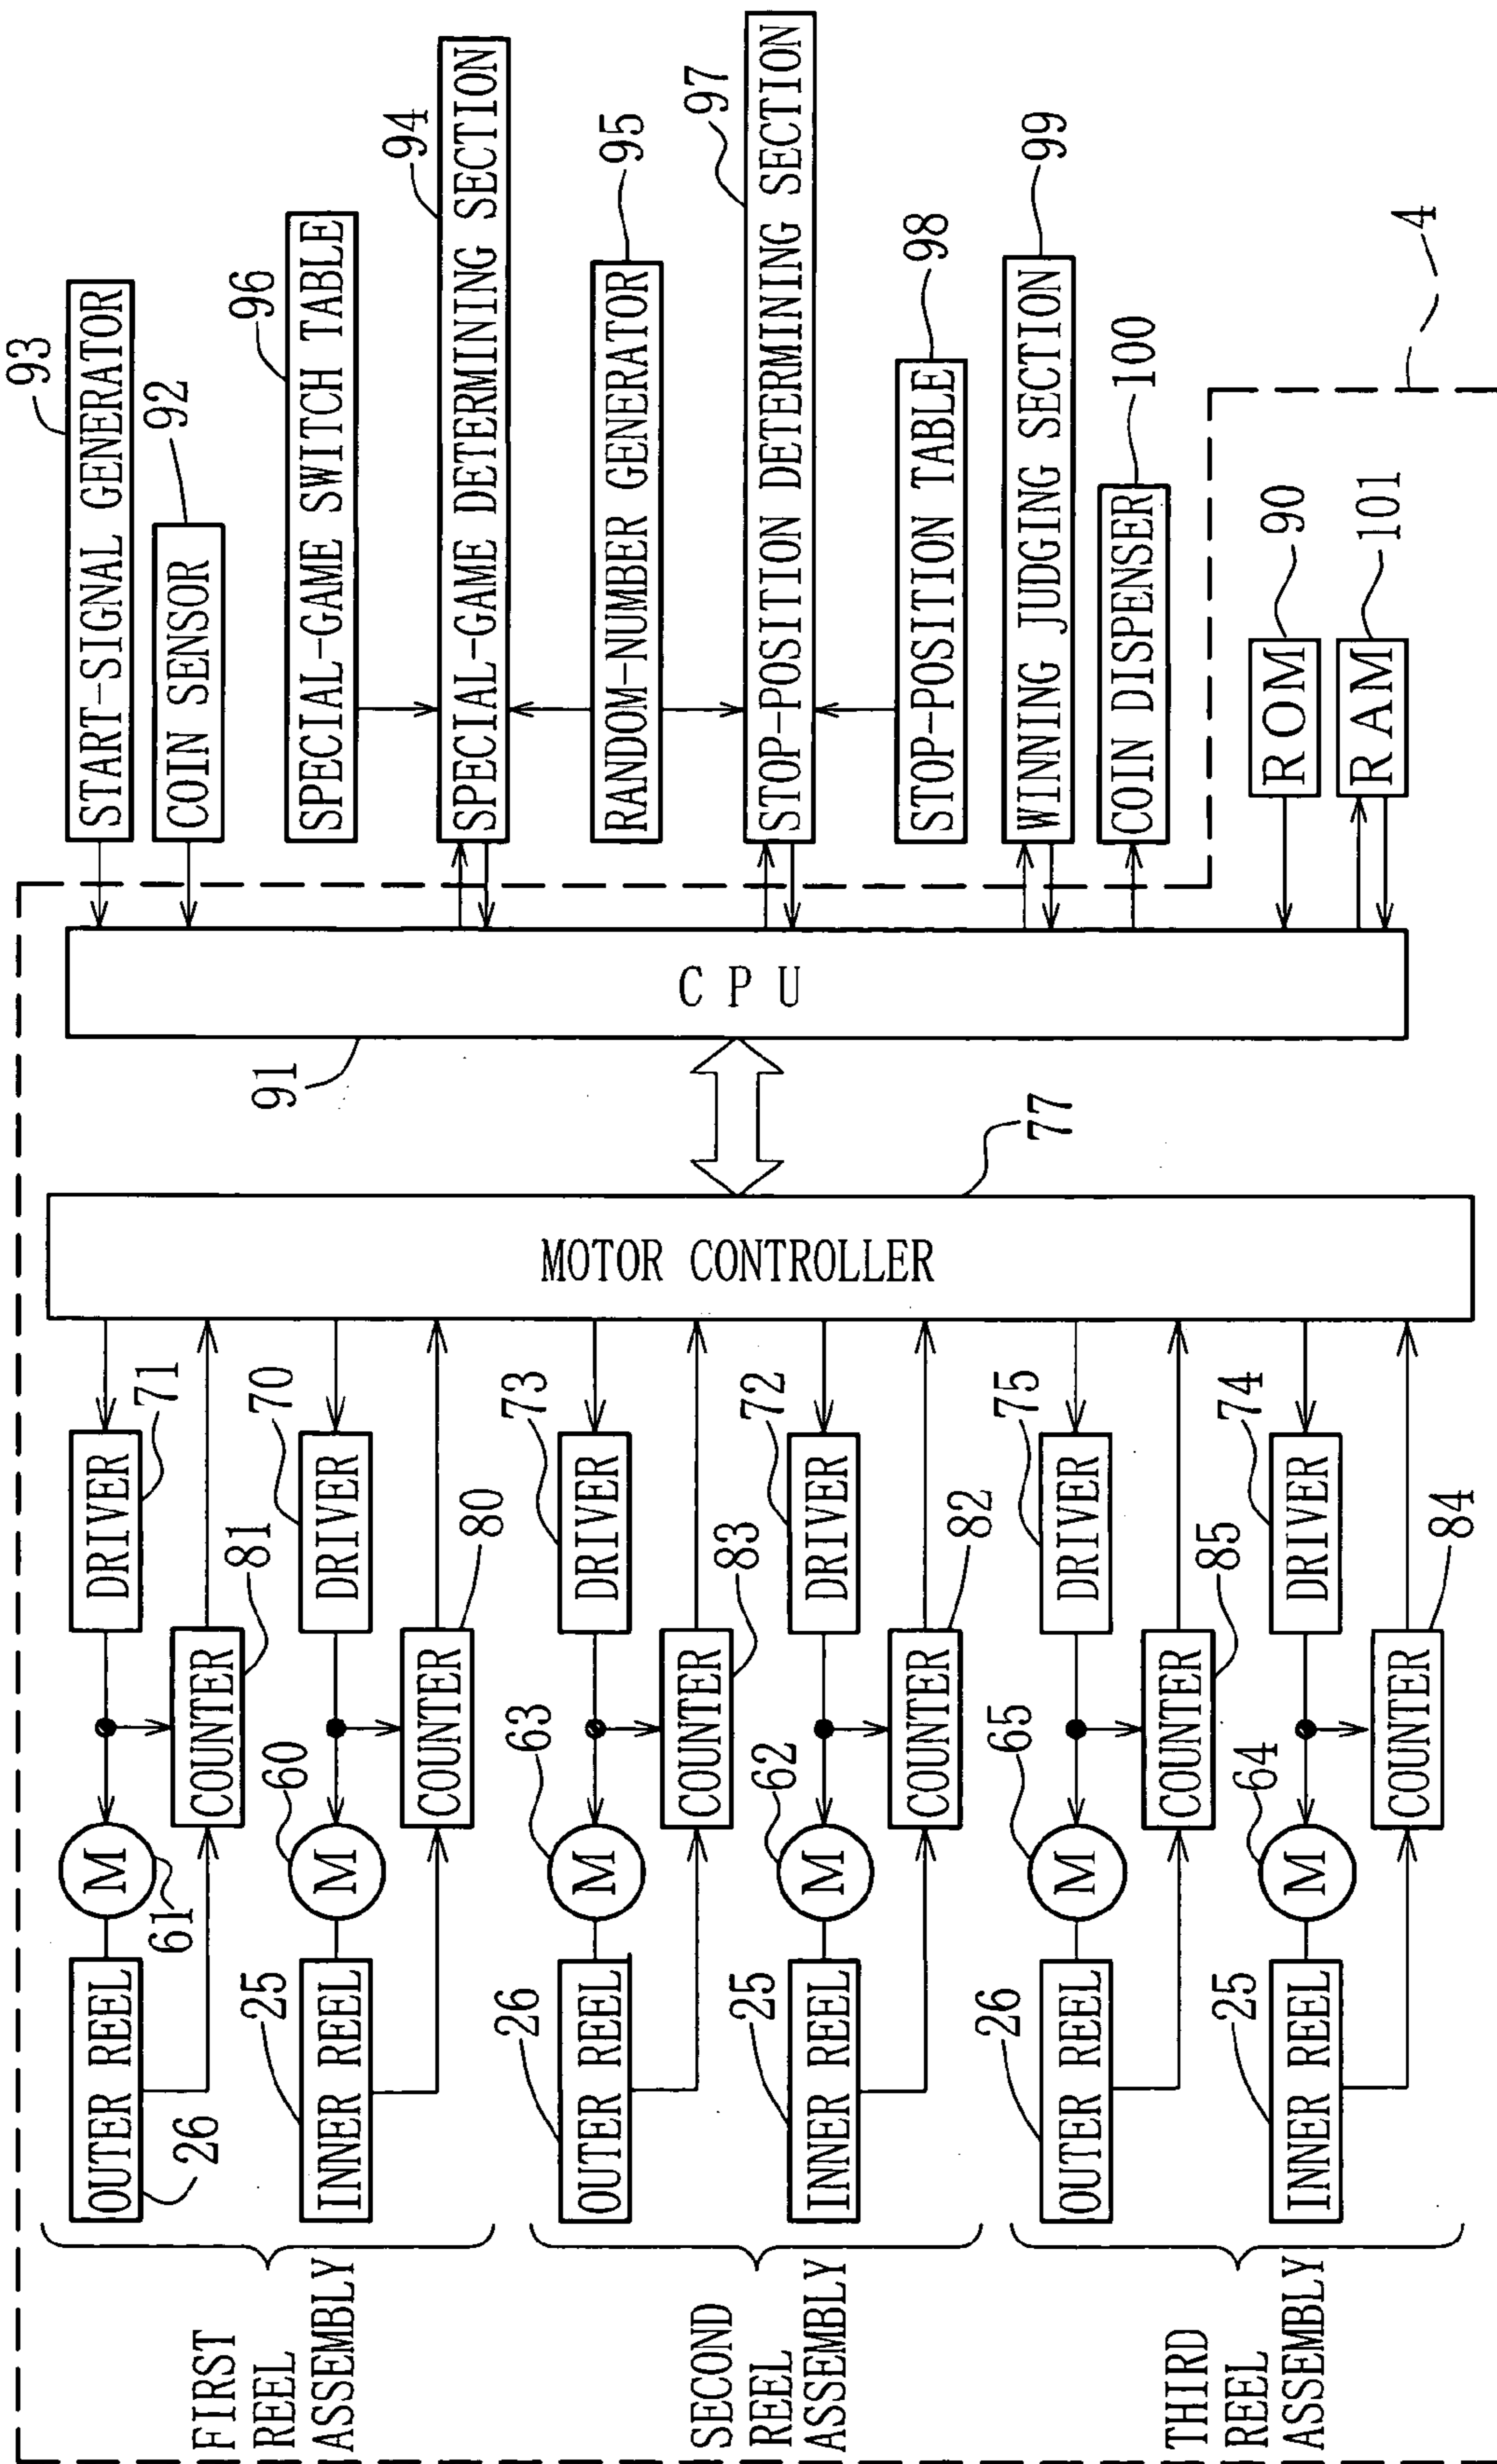 FIRST
REEL
ASSEMBLY
OUTER REEL
26
M
61
DRIVER
71
COUNTER
81
INNER REEL
25
M
60
DRIVER
70
COUNTER
80
SECOND
REEL
ASSEMBLY
OUTER REEL
26
M
63
DRIVER
73
COUNTER
83
INNER REEL
25
M
62
DRIVER
72
COUNTER
82
THIRD
REEL
ASSEMBLY
OUTER REEL
26
M
65
DRIVER
75
COUNTER
85
INNER REEL
25
M
64
DRIVER
74
COUNTER
84
MOTOR CONTROLLER
77
CPU
91
START-SIGNAL GENERATOR
93
COIN SENSOR
92
SPECIAL-GAME SWITCH TABLE
96
SPECIAL-GAME DETERMINING SECTION
94
RANDOM-NUMBER GENERATOR
95
STOP-POSITION DETERMINING SECTION
97
STOP-POSITION TABLE
98
WINNING JUDGING SECTION
99
COIN DISPENSER
100
ROM
90
RAM
101
4